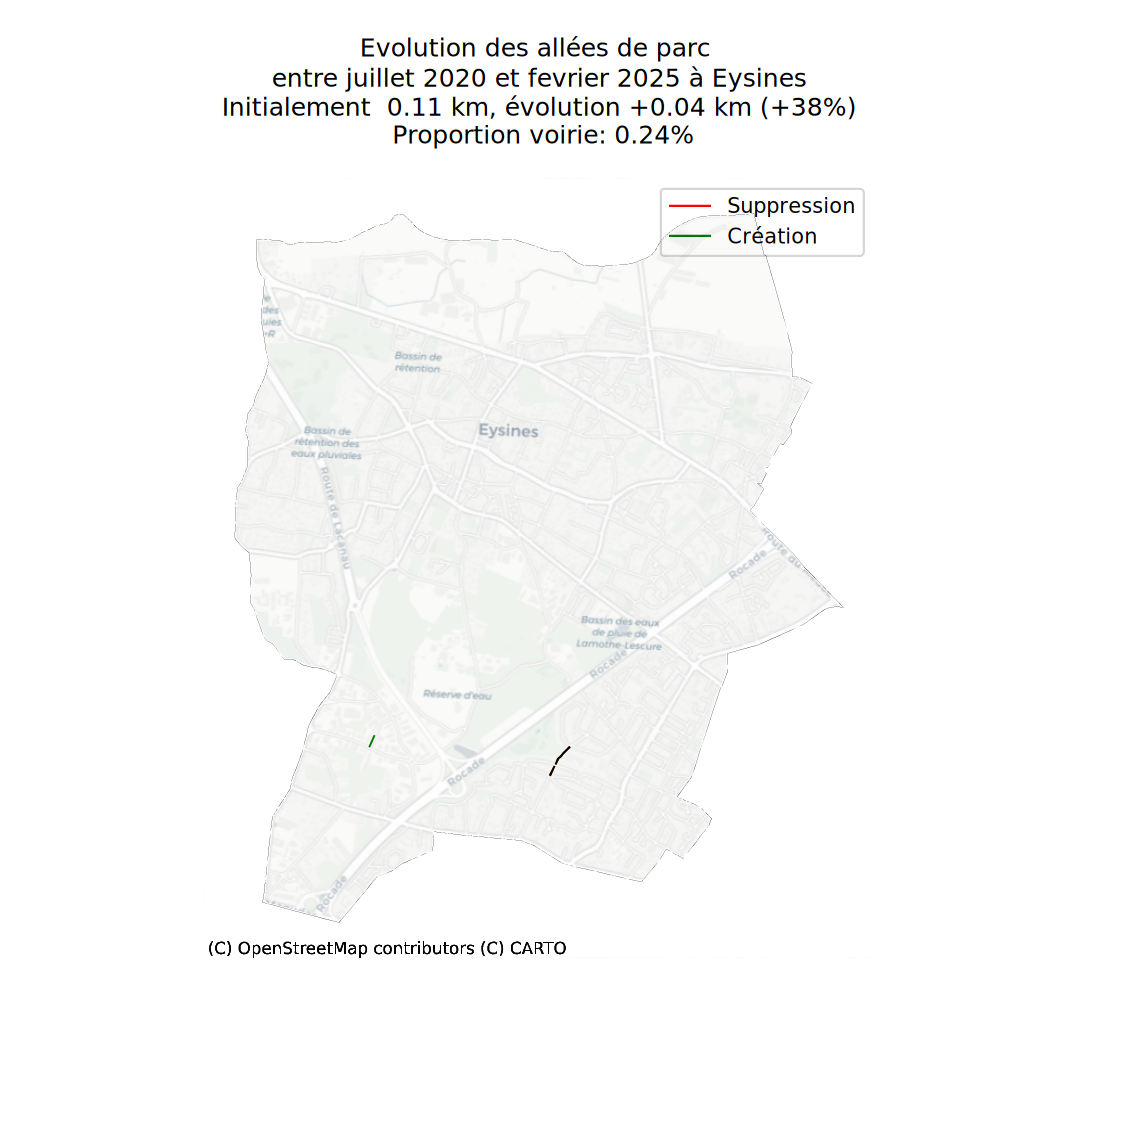 Evolution des allées de parc
entre juillet 2020 et fevrier 2025 à Eysines
Initialement  0.11 km, évolution +0.04 km (+38%)
Proportion voirie: 0.24%
Suppression
Création
des
Bassin de
rétention
Eysines
Bassin de
rétention des
eaux pluviales
Route de Lacanau
Rocade
Route du
Bassin des eaux
de pluie de
Lamothe-Lescure
Rocade
Réserve d'eau
Rocade
Rocade
(C) OpenStreetMap contributors (C) CARTO